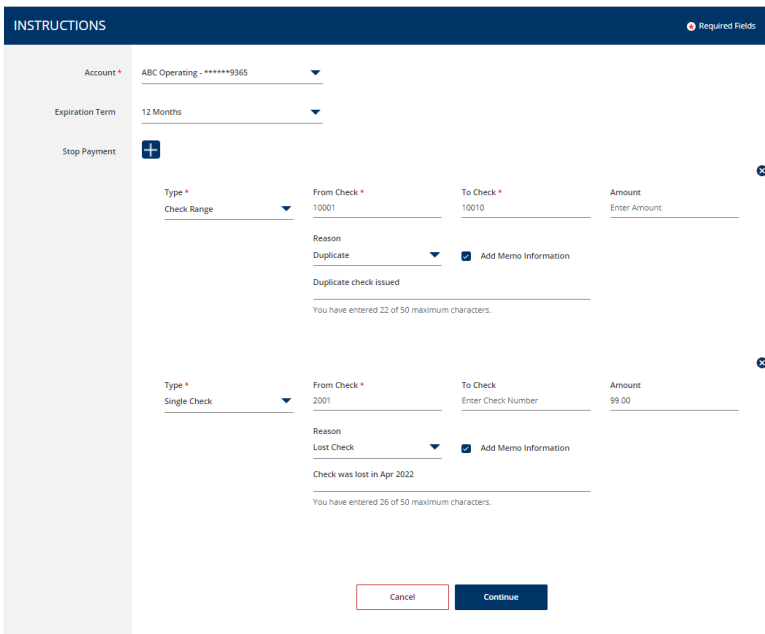 INSTRUCTIONS
Required Fields
Account *
ABC Operating - ******9365
Expiration Term
12 Months
Stop Payment
Type *
From Check *
To Check *
Amount
Check Range
10001
10010
Enter Amount
Reason
Duplicate
Add Memo Information
Duplicate check issued
You have entered 22 of 50 maximum characters.
Type *
From Check *
To Check
Amount
Single Check
2001
Enter Check Number
99.00
Reason
Lost Check
Add Memo Information
Check was lost in Apr 2022
You have entered 26 of 50 maximum characters.
Cancel
Continue